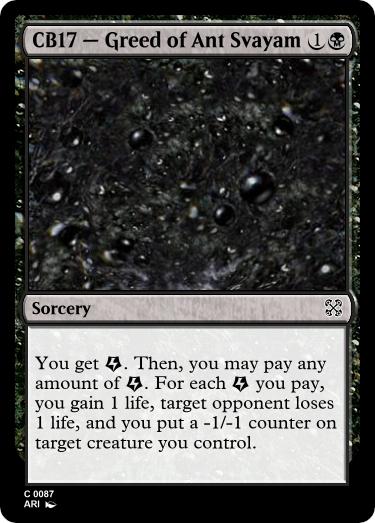 CB17 — Greed of Ant Svayam 1
Sorcery
You get . Then, you may pay any
amount of . For each you pay,
you gain 1 life, target opponent loses
1 life, and you put a -1/-1 counter on
target creature you control.
C 0087
ARI